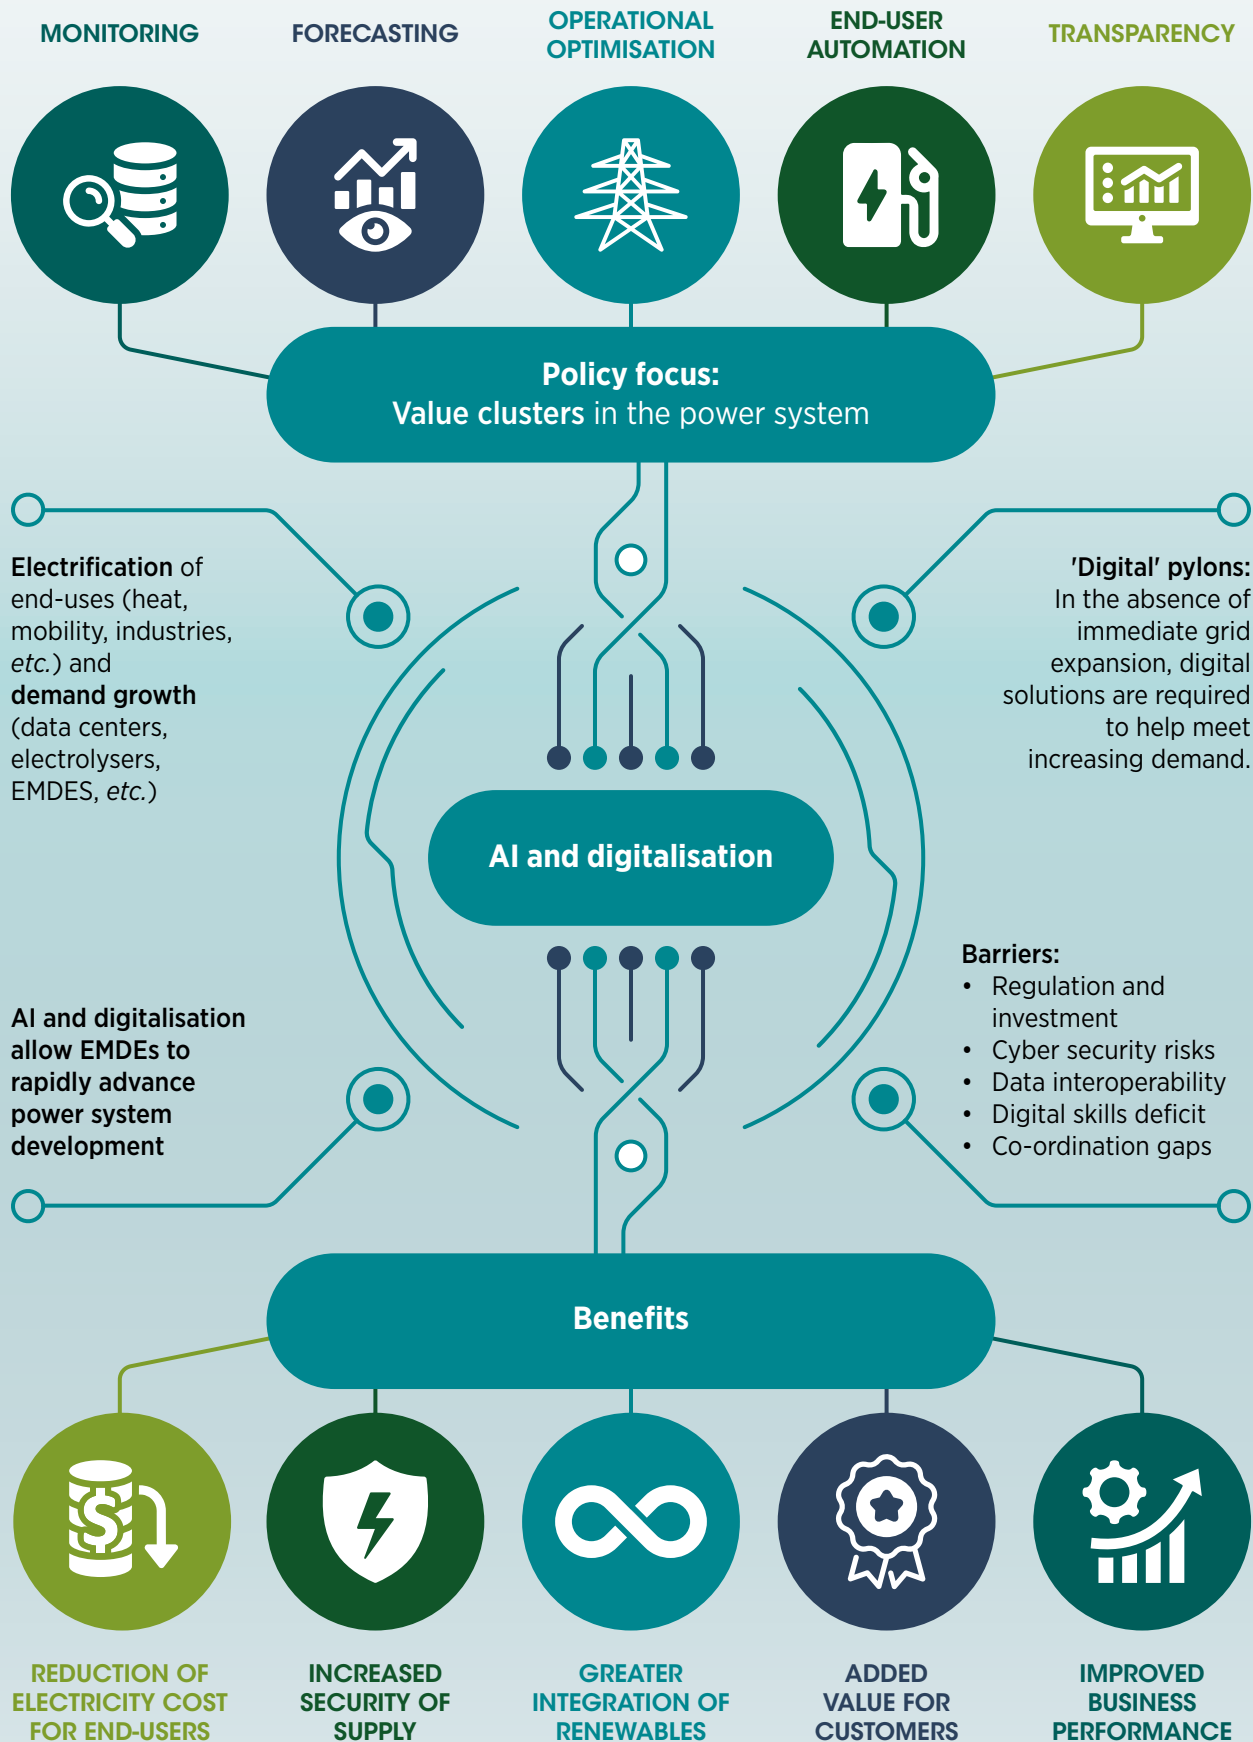 MONITORING
FORECASTING
OPERATIONAL
OPTIMISATION
END-USER
AUTOMATION
TRANSPARENCY
Policy focus:
Value clusters in the power system
Electrification of
end-uses (heat,
mobility, industries,
etc.) and
demand growth
(data centers,
electrolysers,
EMDES, etc.)
'Digital' pylons:
In the absence of
immediate grid
expansion, digital
solutions are required
to help meet
increasing demand.
AI and digitalisation
AI and digitalisation
allow EMDEs to
rapidly advance
power system
development
Barriers:
• Regulation and
investment
• Cyber security risks
• Data interoperability
• Digital skills deficit
• Co-ordination gaps
Benefits
$
REDUCTION OF
ELECTRICITY COST
FOR END-USERS
INCREASED
SECURITY OF
SUPPLY
GREATER
INTEGRATION OF
RENEWABLES
ADDED
VALUE FOR
CUSTOMERS
IMPROVED
BUSINESS
PERFORMANCE